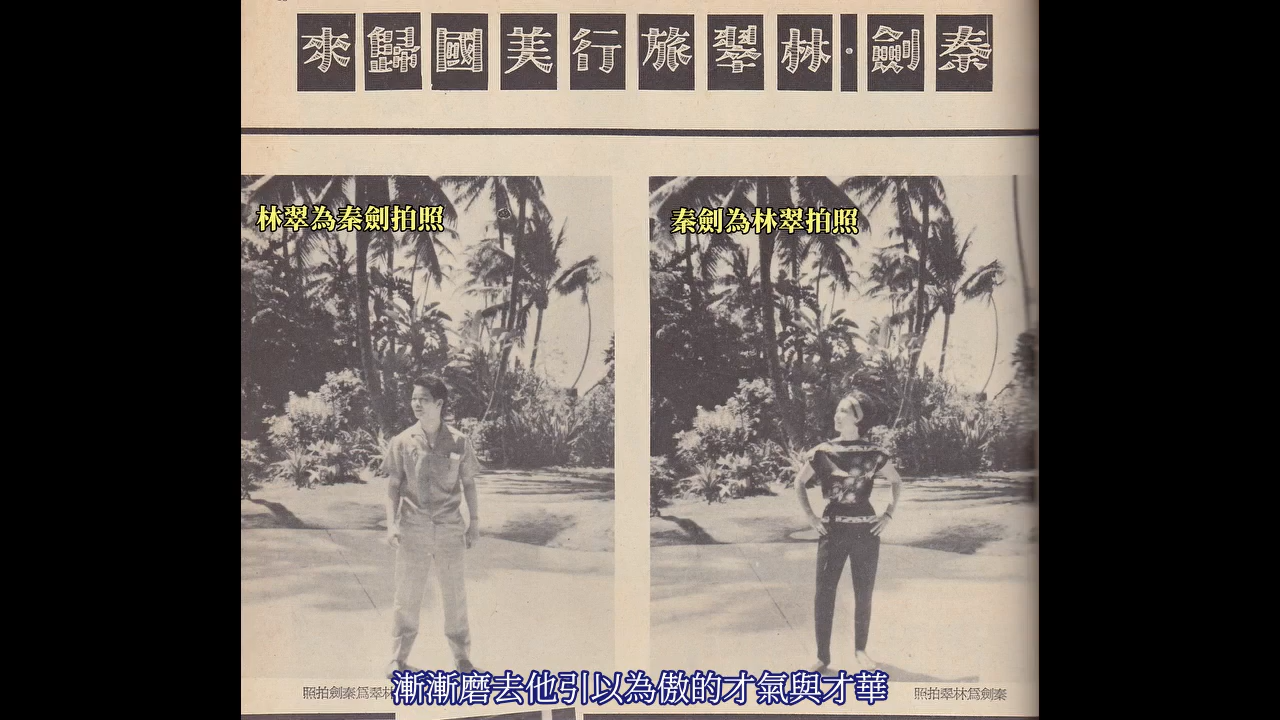 秦劍·林翠旅行美國歸來
林翠為秦劍拍照
秦劍為林翠拍照
秦劍爲林翠拍照
林翠爲秦劍拍照
漸漸磨去他引以為傲的才氣與才華